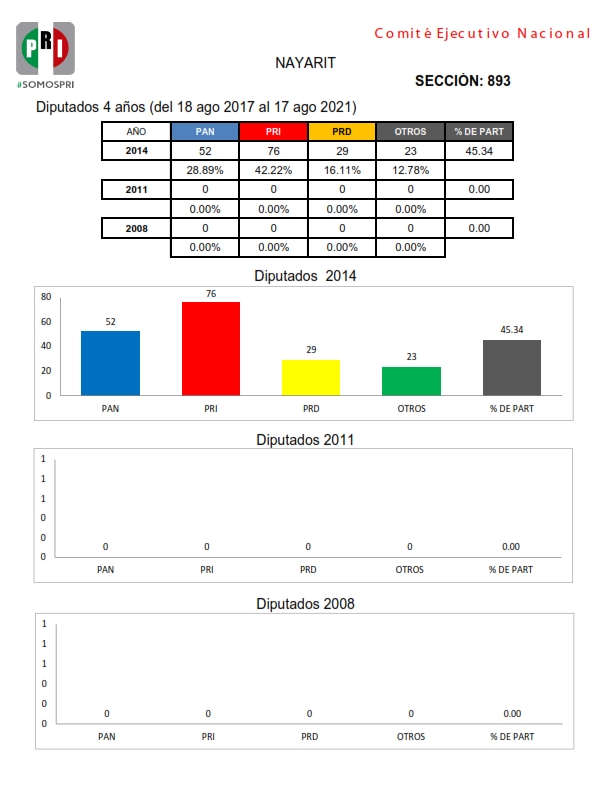 PRI
#SOMOSPRI
Comité Ejecutivo Nacional
NAYARIT
SECCIÓN: 893
Diputados 4 años (del 18 ago 2017 al 17 ago 2021)
AÑO PAN PRI PRD OTROS % DE PART
2014 52 76 29 23 45.34
28.89% 42.22% 16.11% 12.78%
2011 0 0 0 0 0.00
0.00% 0.00% 0.00% 0.00%
2008 0 0 0 0 0.00
0.00% 0.00% 0.00% 0.00%
Diputados 2014
80
60
40
20
0
52 76 29 23 45.34
PAN PRI PRD OTROS % DE PART
Diputados 2011
1
1
1
0
0
0
0 0 0 0 0.00
PAN PRI PRD OTROS % DE PART
Diputados 2008
1
1
1
0
0
0
0 0 0 0 0.00
PAN PRI PRD OTROS % DE PART